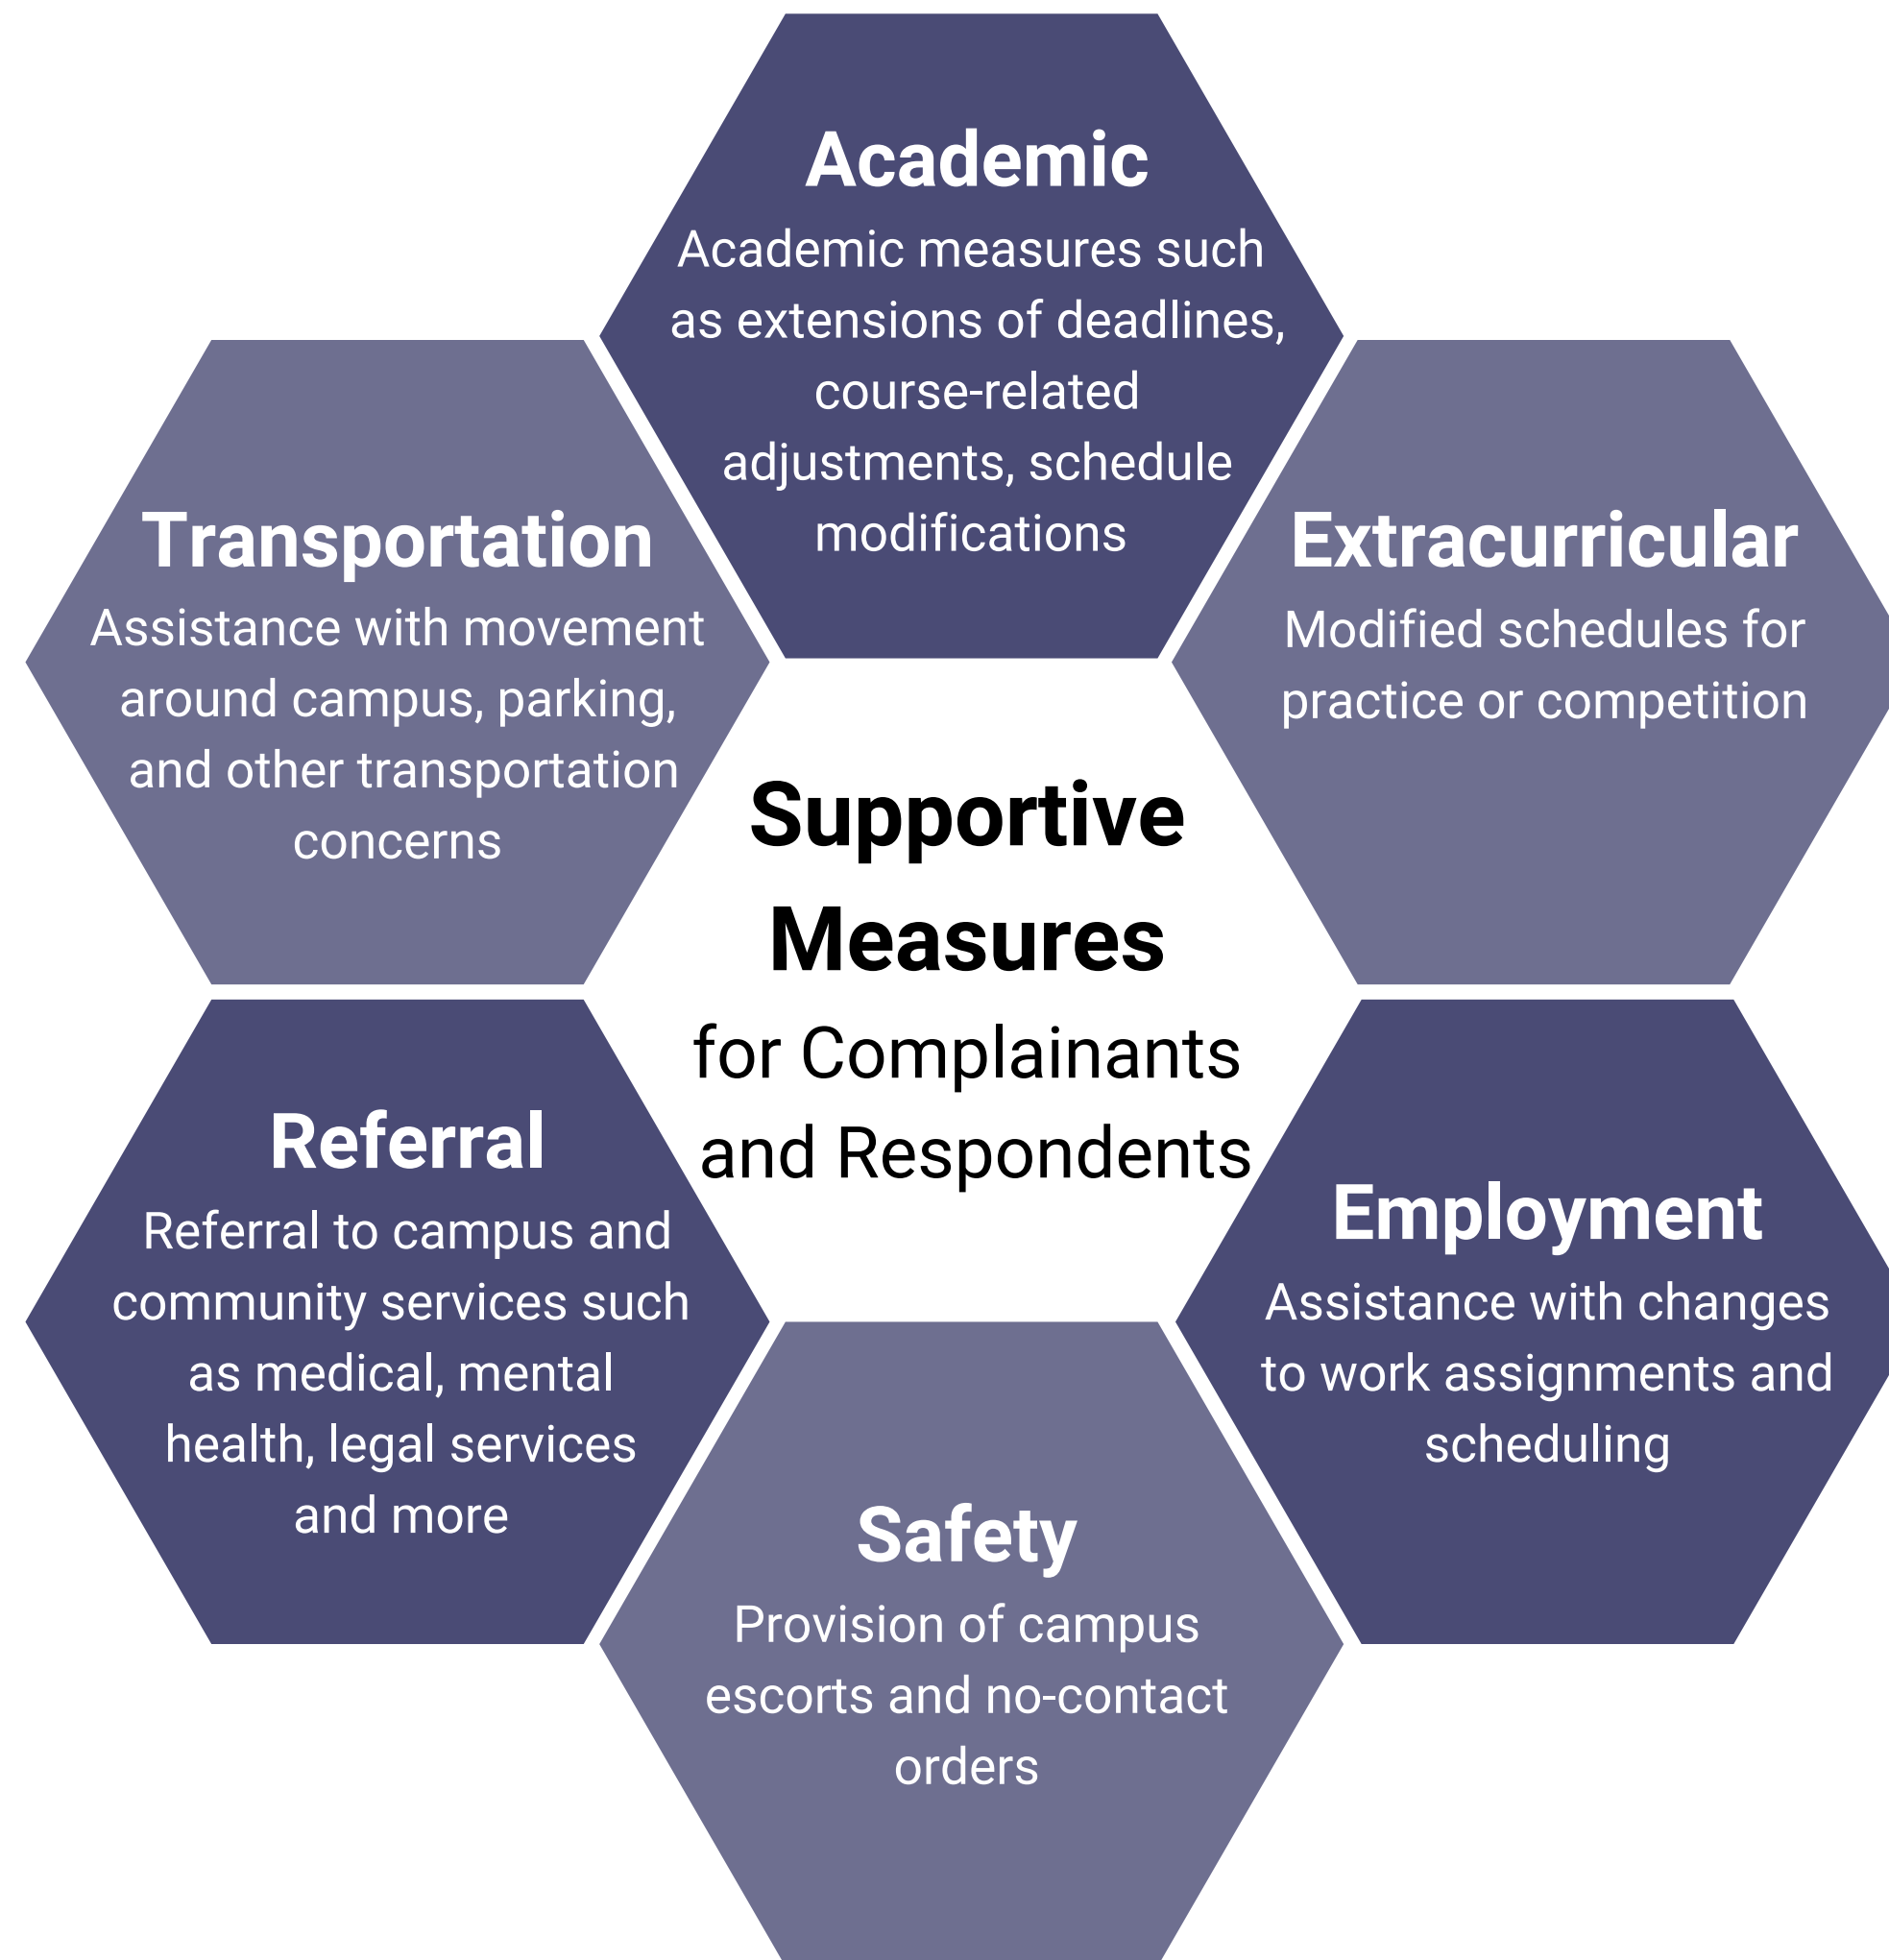 Academic
Academic measures such
as extensions of deadlines,
course-related
adjustments, schedule
modifications
Transportation
Assistance with movement
around campus, parking,
and other transportation
concerns
Extracurricular
Modified schedules for
practice or competition
Supportive
Measures
for Complainants
and Respondents
Referral
Referral to campus and
community services such
as medical, mental
health, legal services
and more
Employment
Assistance with changes
to work assignments and
scheduling
Safety
Provision of campus
escorts and no-contact
orders